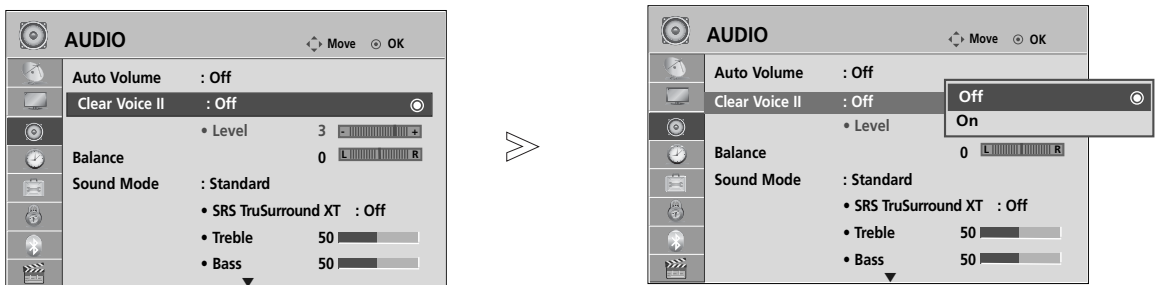 AUDIO Move OK
Auto Volume : Off
Clear Voice II : Off
• Level 3 - +
Balance 0 L R
Sound Mode : Standard
• SRS TruSurround XT : Off
• Treble 50
• Bass 50
AUDIO Move OK
Auto Volume : Off
Clear Voice II : Off
• Level
Off
On
Balance 0 L R
Sound Mode : Standard
• SRS TruSurround XT : Off
• Treble 50
• Bass 50